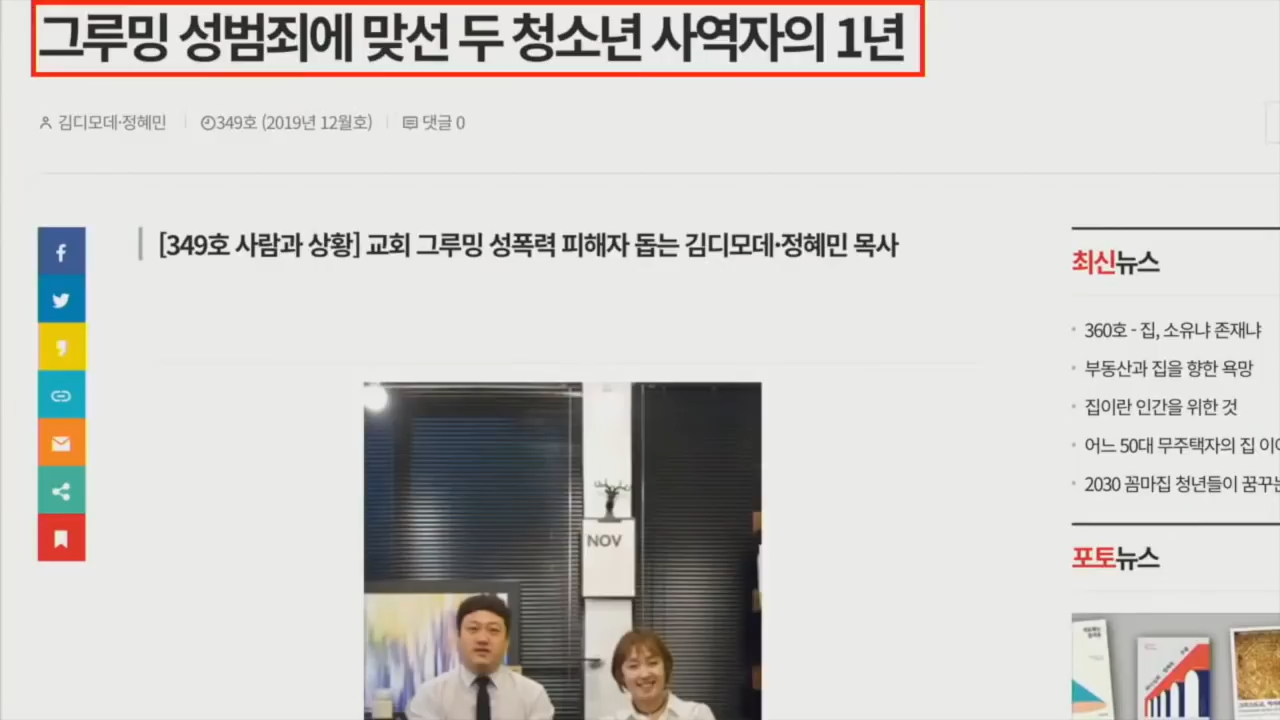 그루밍 성범죄에 맞선 두 청소년 사역자의 1년
김디모데·정혜민
349호 (2019년 12월호)
댓글 0
[349호 사람과 상황] 교회 그루밍 성폭력 피해자 돕는 김디모데·정혜민 목사
NOV
최신뉴스
360호 - 집, 소유냐 존재냐
부동산과 집을 향한 욕망
집이란 인간을 위한 것
어느 50대 무주택자의 집 이
2030 꼼마집 청년들이 꿈꾸는
포토뉴스